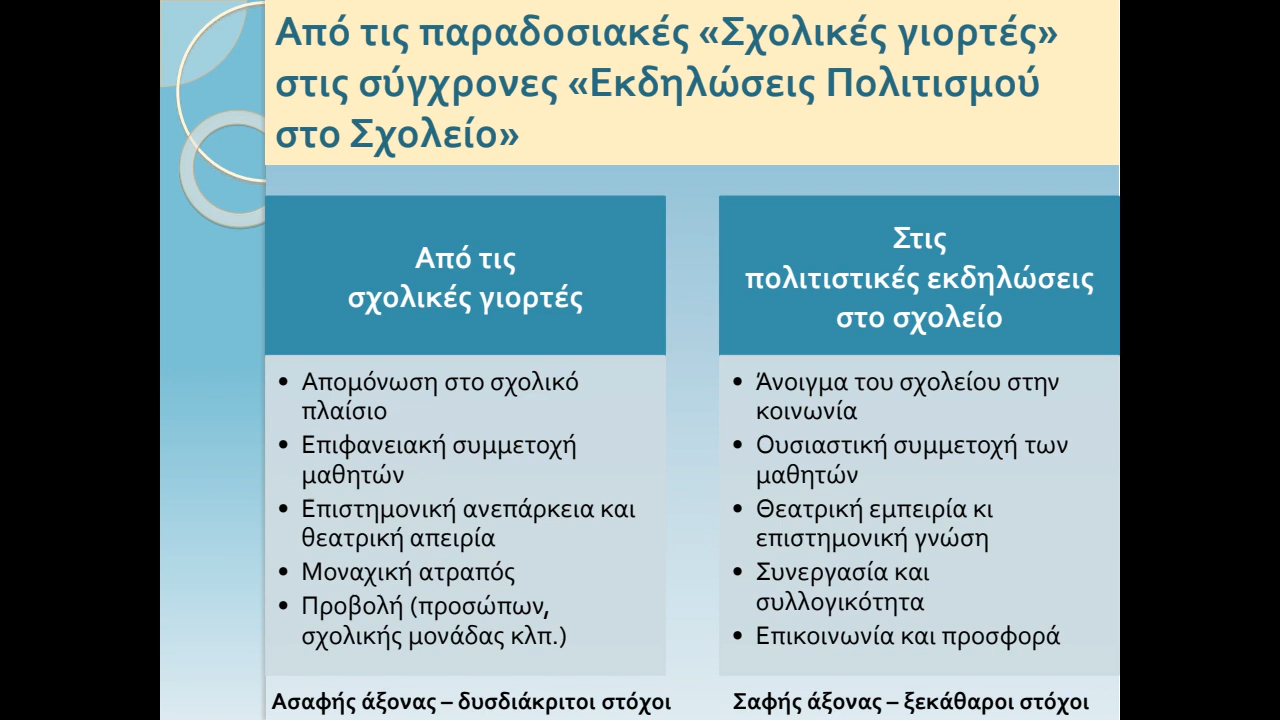 Από τις παραδοσιακές «Σχολικές γιορτές»
στις σύγχρονες «Εκδηλώσεις Πολιτισμού
στο Σχολείο»
Από τις
σχολικές γιορτές
• Απομόνωση στο σχολικό
πλαίσιο
• Επιφανειακή συμμετοχή
μαθητών
• Επιστημονική ανεπάρκεια και
θεατρική απειρία
• Μοναχική ατραπός
• Προβολή (προσώπων,
σχολικής μονάδας κλπ.)
Ασαφής άξονας – δυσδιάκριτοι στόχοι
Στις
πολιτιστικές εκδηλώσεις
στο σχολείο
• Άνοιγμα του σχολείου στην
κοινωνία
• Ουσιαστική συμμετοχή των
μαθητών
• Θεατρική εμπειρία κι
επιστημονική γνώση
• Συνεργασία και
συλλογικότητα
• Επικοινωνία και προσφορά
Σαφής άξονας – ξεκάθαροι στόχοι